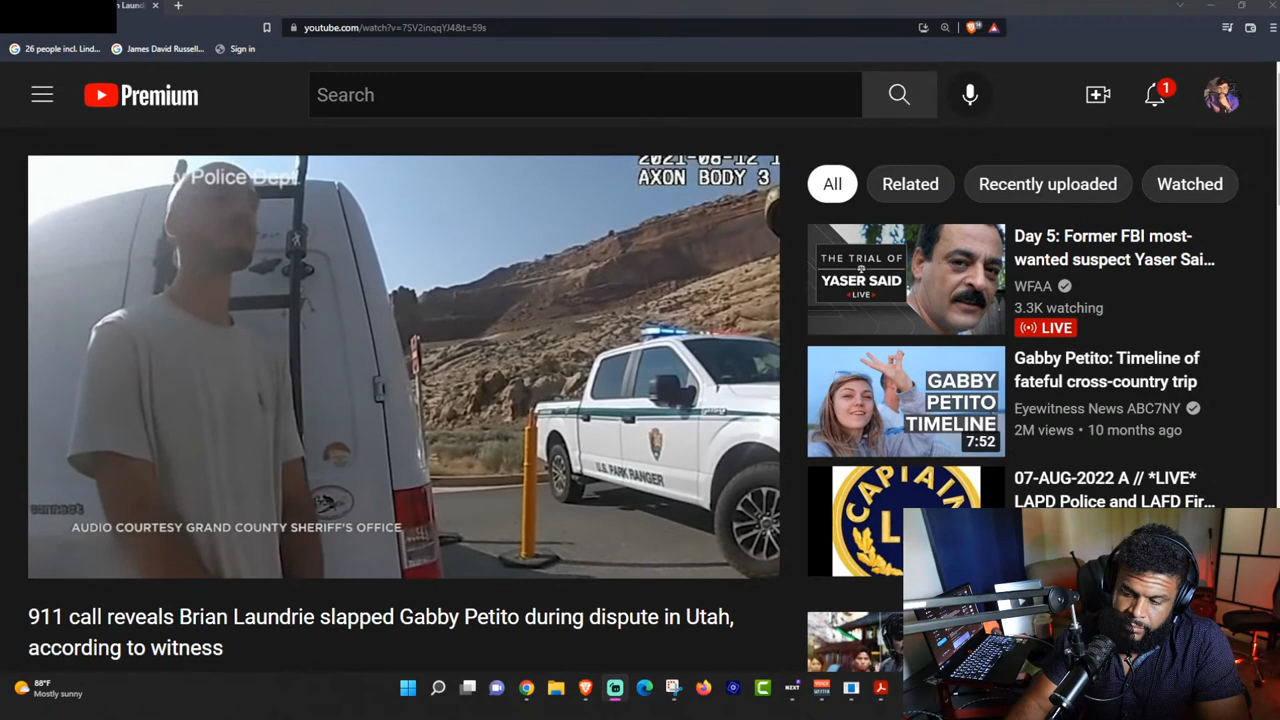 Laund
youtube.com/watch?v=7SV2inqqYJ4&t=59s
26 people incl. Lind...
James David Russell...
Sign in
Premium
Search
1
y Police Dept
2021-08-12 1
AXON BODY 3
U.S. PARK RANGER
AUDIO COURTESY GRAND COUNTY SHERIFF'S OFFICE
911 call reveals Brian Laundrie slapped Gabby Petito during dispute in Utah,
according to witness
All
Related
Recently uploaded
Watched
THE TRIAL OF
YASER SAID
LIVE
Day 5: Former FBI most-
wanted suspect Yaser Sai...
WFAA
3.3K watching
LIVE
GABBY
PETITO
TIMELINE
7:52
Gabby Petito: Timeline of
fateful cross-country trip
Eyewitness News ABC7NY
2M views • 10 months ago
CAPTAIN
07-AUG-2022 A // *LIVE*
LAPD Police and LAFD Fir...
88°F
Mostly sunny
NEXT